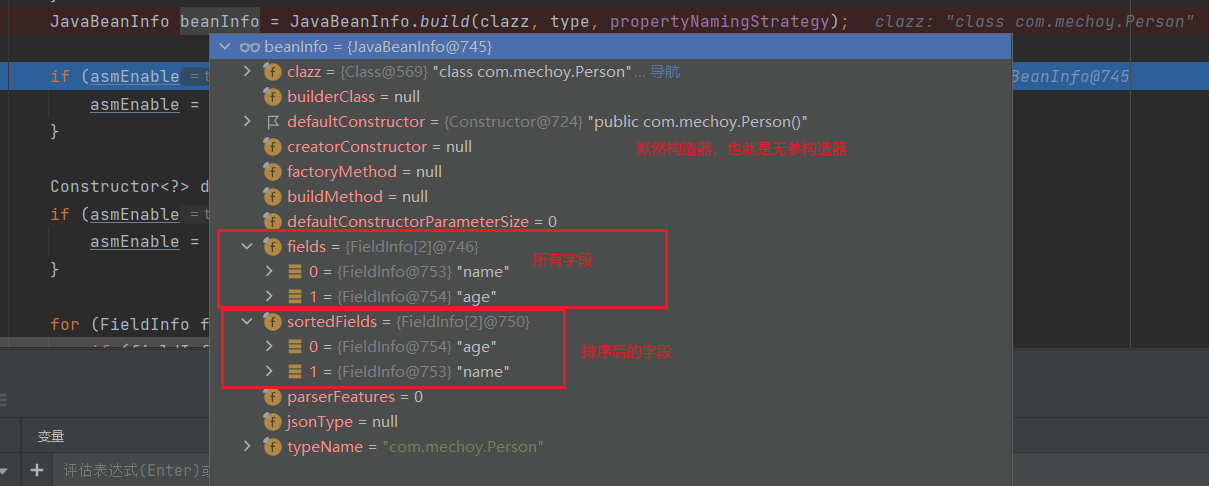 JavaBeanInfo beanInfo = JavaBeanInfo.build(clazz, type, propertyNamingStrategy); clazz: "class com.mechoy.Person"
beanInfo = {JavaBeanInfo@745}
clazz = {Class@569} "class com.mechoy.Person"... 导航
if (asmEnable = t BeanInfo@745
builderClass = null
asmEnable =
defaultConstructor = {Constructor@724} "public com.mechoy.Person()"
}
creatorConstructor = null
默然构造器，也就是无参构造器
factoryMethod = null
Constructor<?> d
buildMethod = null
if (asmEnable = t
defaultConstructorParameterSize = 0
asmEnable =
fields = {FieldInfo[2]@746}
所有字段
}
0 = {FieldInfo@753} "name"
1 = {FieldInfo@754} "age"
for (FieldInfo f
sortedFields = {FieldInfo[2]@750}
0 = {FieldInfo@754} "age"
排序后的字段
1 = {FieldInfo@753} "name"
parserFeatures = 0
jsonType = null
变量
typeName = "com.mechoy.Person"
评估表达式(Enter)或